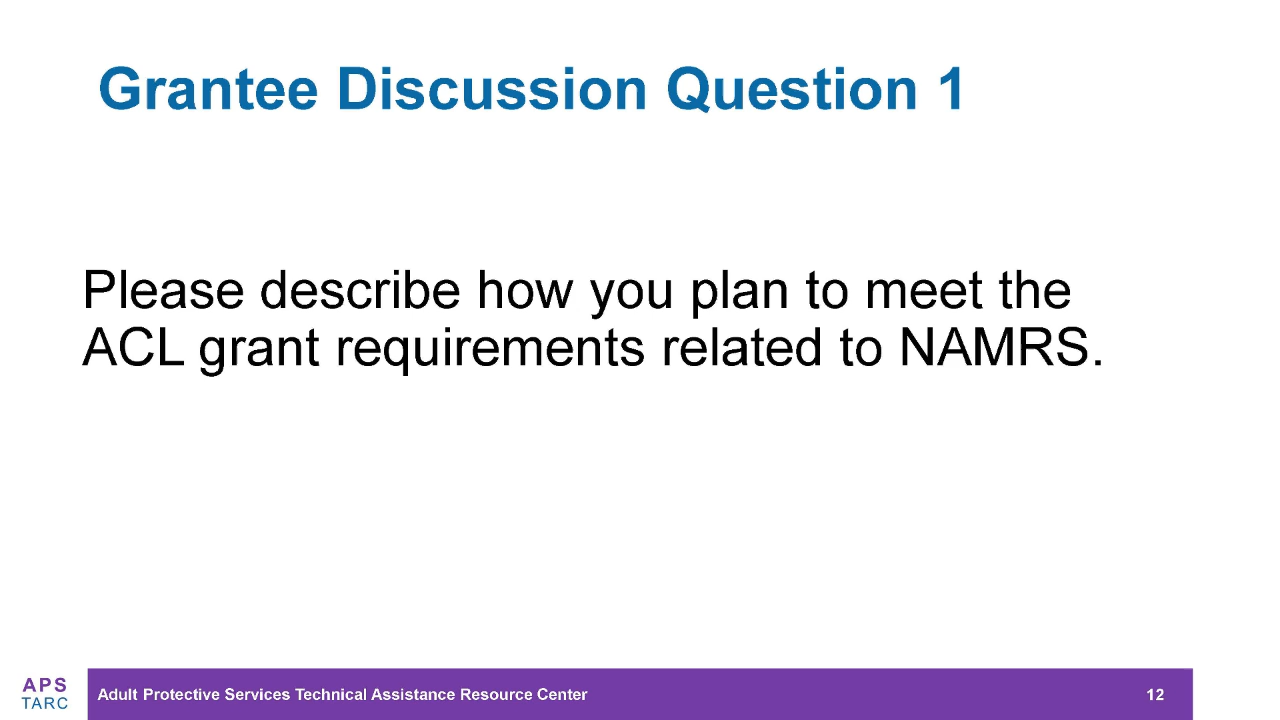 Grantee Discussion Question 1
Please describe how you plan to meet the
ACL grant requirements related to NAMRS.
APS
TARC
Adult Protective Services Technical Assistance Resource Center
12